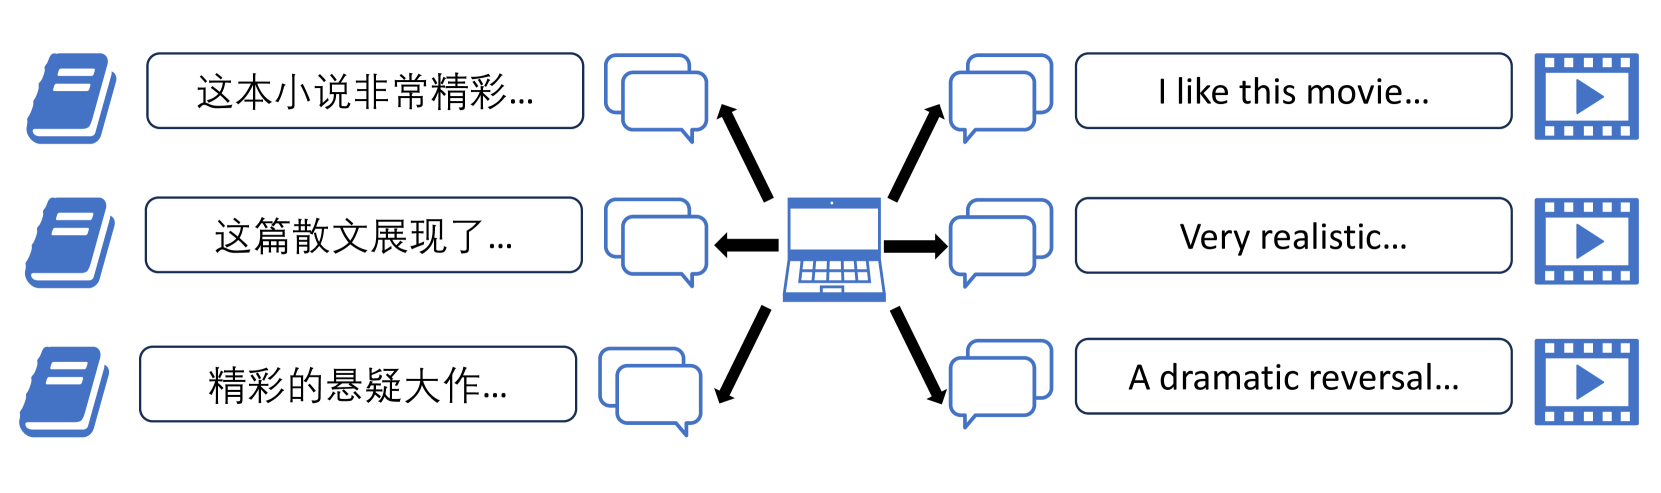 这本小说非常精彩...
I like this movie...
这篇散文展现了...
Very realistic...
精彩的悬疑大作...
A dramatic reversal...